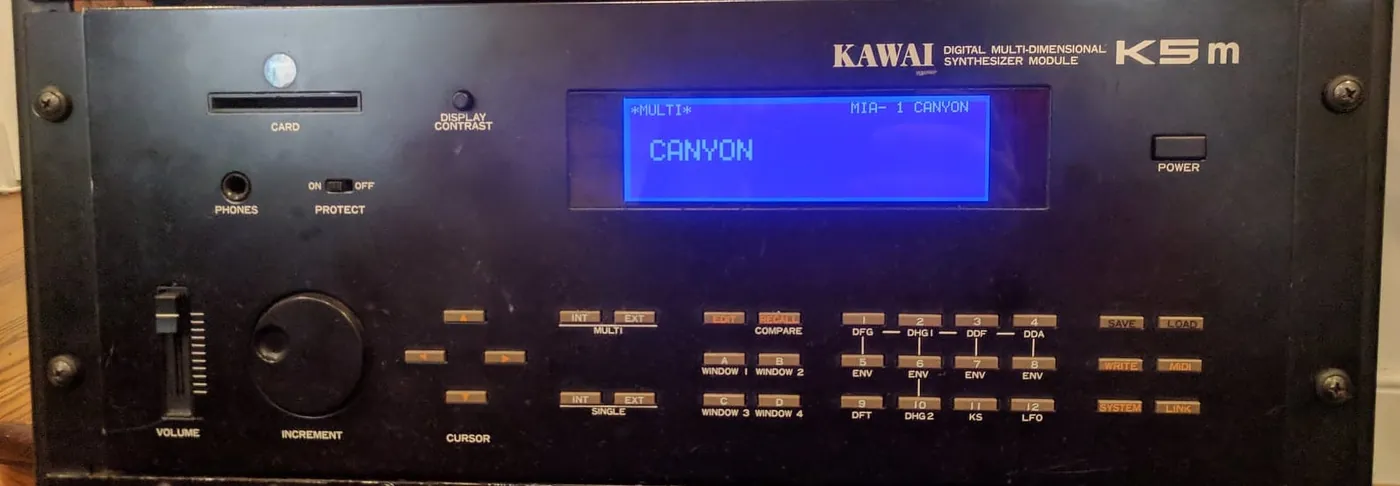 KAWAI DIGITAL MULTI-DIMENSIONAL SYNTHESIZER MODULE K5m
CARD
DISPLAY CONTRAST
*MULTI* MIA- 1 CANYON
CANYON
POWER
PHONES
ON OFF
PROTECT
VOLUME
INCREMENT
CURSOR
INT EXT
MULTI
INT EXT
SINGLE
EDIT RECALL
COMPARE
A B
WINDOW 1 WINDOW 2
C D
WINDOW 3 WINDOW 4
1 2 3 4
DFG DHG1 DDF DDA
5 6 7 8
ENV ENV ENV ENV
9 10 11 12
DFT DHG2 KS LFO
SAVE LOAD
WRITE MIDI
SYSTEM LINK